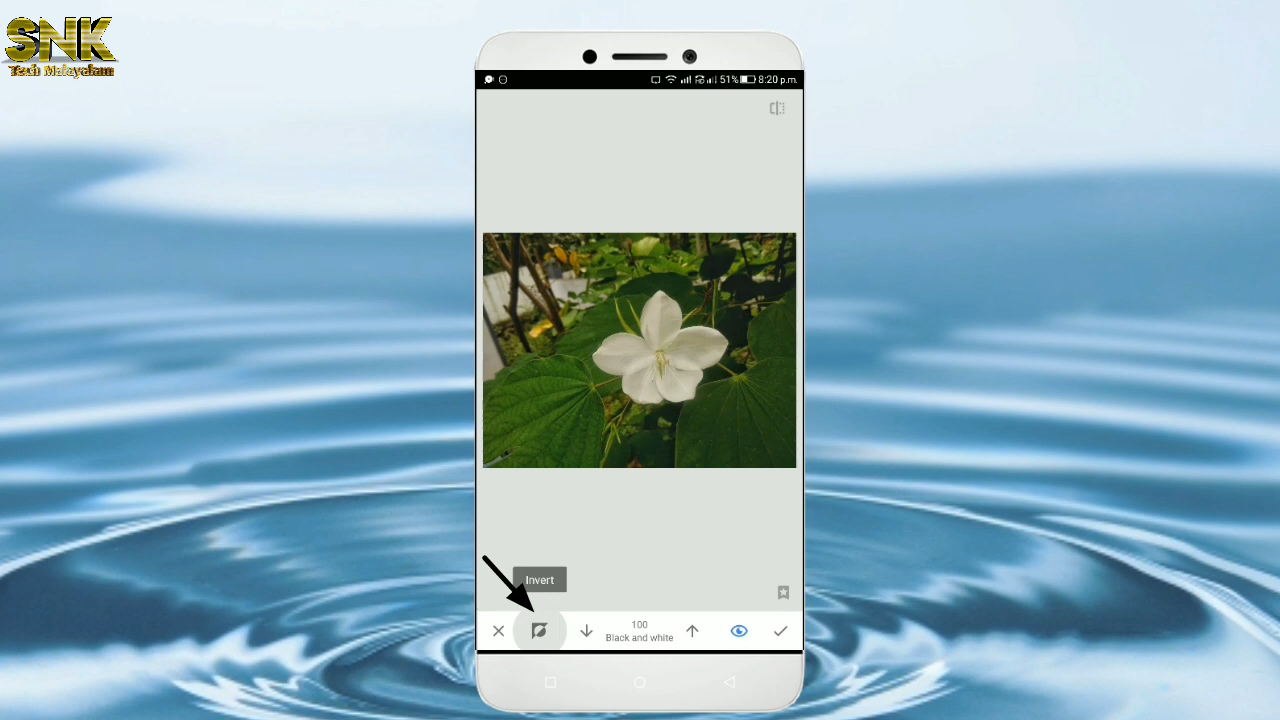 SNK
Tech Malayalam
51% 8:20 p.m.
Invert
100
Black and white